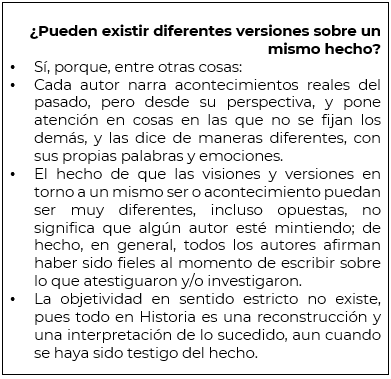 ¿Pueden existir diferentes versiones sobre un
mismo hecho?
• Sí, porque, entre otras cosas:
• Cada autor narra acontecimientos reales del
pasado, pero desde su perspectiva, y pone
atención en cosas en las que no se fijan los
demás, y las dice de maneras diferentes, con
sus propias palabras y emociones.
• El hecho de que las visiones y versiones en
torno a un mismo ser o acontecimiento puedan
ser muy diferentes, incluso opuestas, no
significa que algún autor esté mintiendo; de
hecho, en general, todos los autores afirman
haber sido fieles al momento de escribir sobre
lo que atestiguaron y/o investigaron.
• La objetividad en sentido estricto no existe,
pues todo en Historia es una reconstrucción y
una interpretación de lo sucedido, aun cuando
se haya sido testigo del hecho.